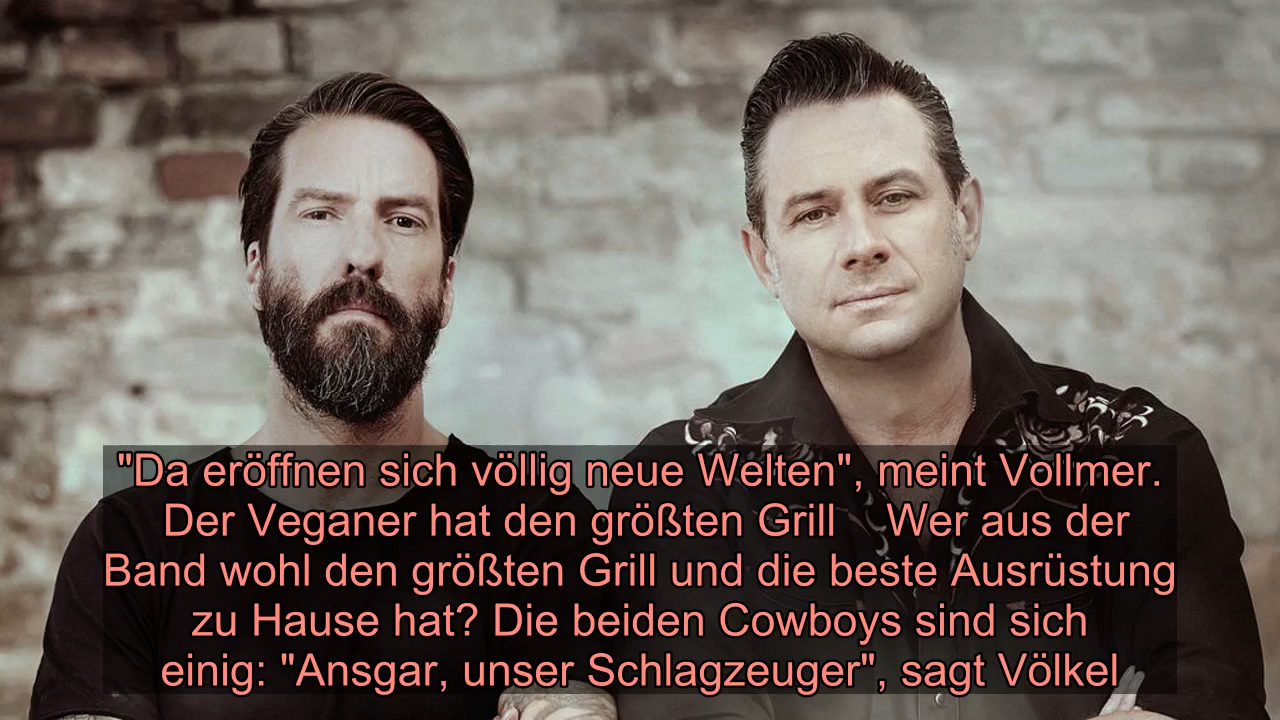 "Da eröffnen sich völlig neue Welten", meint Vollmer.
Der Veganer hat den größten Grill    Wer aus der
Band wohl den größten Grill und die beste Ausrüstung
zu Hause hat? Die beiden Cowboys sind sich
einig: "Ansgar, unser Schlagzeuger", sagt Völkel